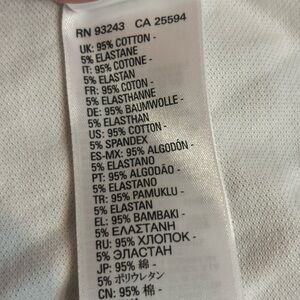 RN 93243 CA 25594
UK: 95% COTTON -
5% ELASTANE
IT: 95% COTONE -
5% ELASTAN
FR: 95% COTON -
5% ELASTHANNE
DE: 95% BAUMWOLLE -
5% ELASTHAN
US: 95% COTTON -
5% SPANDEX
ES-MX: 95% ALGODÓN -
5% ELASTANO
PT: 95% ALGODÃO -
5% ELASTANO
TR: 95% PAMUKLU -
5% ELASTAN
EL: 95% ΒΑΜΒΑΚΙ -
5% ΕΛΑΣΤΑΝΗ
RU: 95% ХЛОПОК -
5% ЭЛАСТАН
JP: 95% 綿 -
5% ポリウレタン
CN: 95% 棉 -